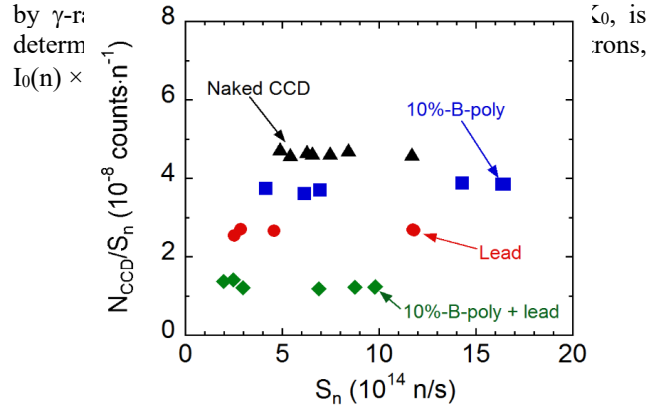 by γ-ra
K₀, is
determ
trons,
I₀(n) ×
8
6
4
2
0
N_CCD/S_n (10⁻⁸ counts·n⁻¹)
Naked CCD
10%-B-poly
Lead
10%-B-poly + lead
0 5 10 15 20
S_n (10¹⁴ n/s)